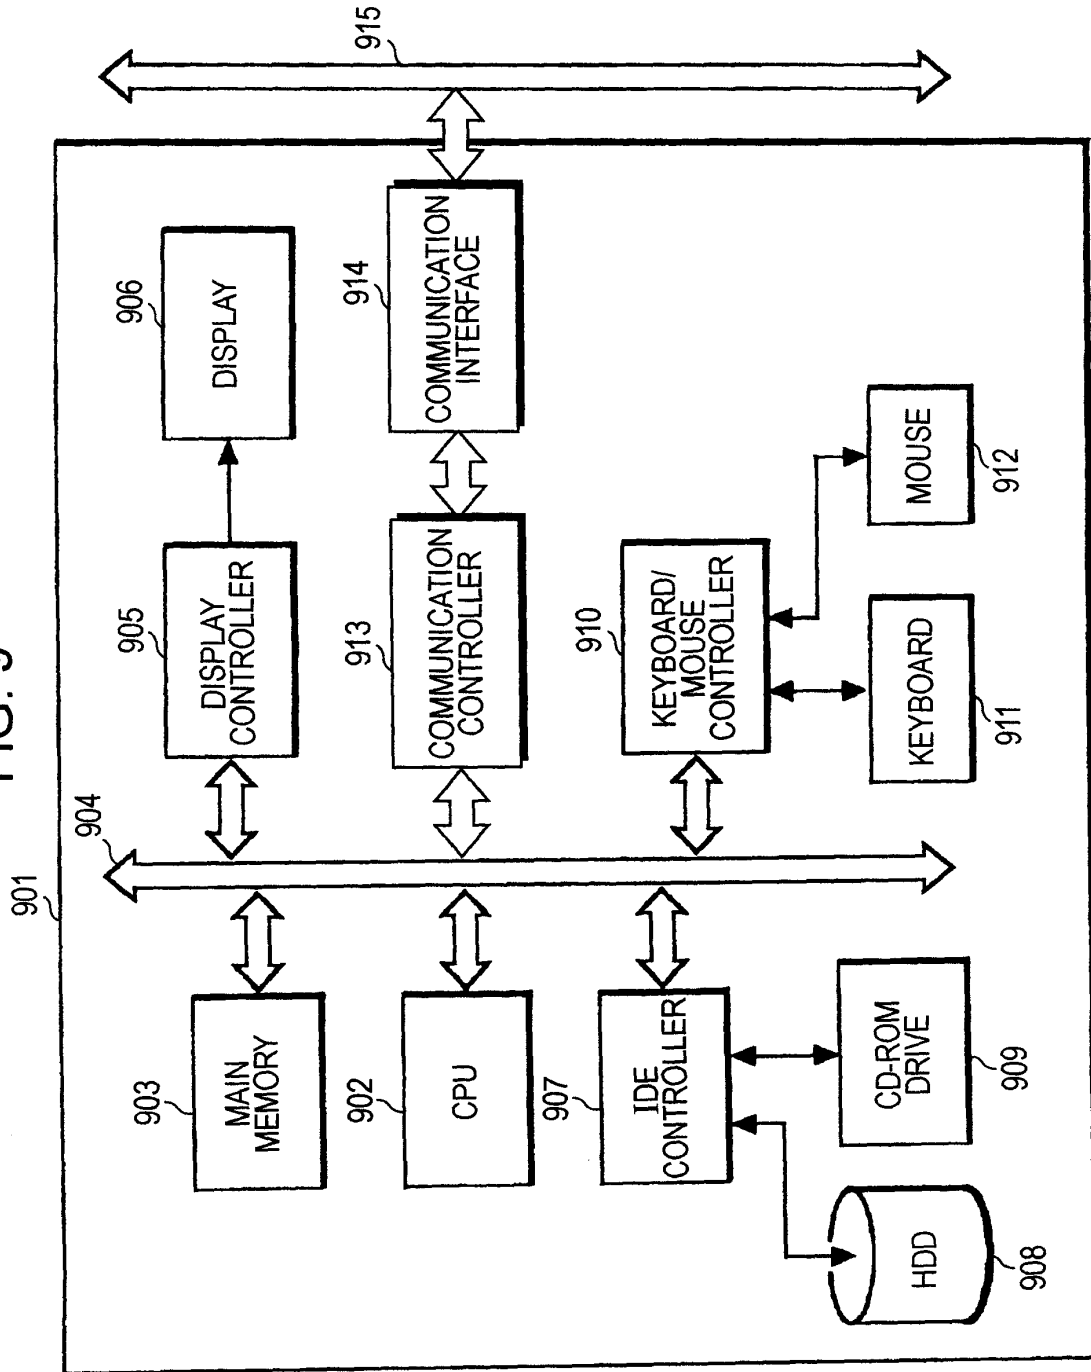 FIG. 9
901
904
903
905
906
915
MAIN
MEMORY
DISPLAY
CONTROLLER
DISPLAY
902
913
914
CPU
COMMUNICATION
CONTROLLER
COMMUNICATION
INTERFACE
907
910
IDE
CONTROLLER
KEYBOARD/
MOUSE
CONTROLLER
HDD
CD-ROM
DRIVE
KEYBOARD
MOUSE
908
909
911
912